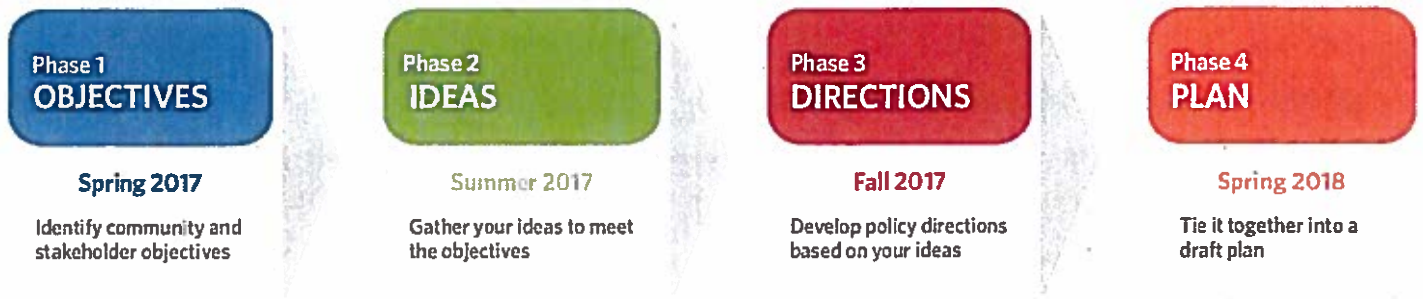 Phase 1
OBJECTIVES
Spring 2017
Identify community and
stakeholder objectives
Phase 2
IDEAS
Summer 2017
Gather your ideas to meet
the objectives
Phase 3
DIRECTIONS
Fall 2017
Develop policy directions
based on your ideas
Phase 4
PLAN
Spring 2018
Tie it together into a
draft plan